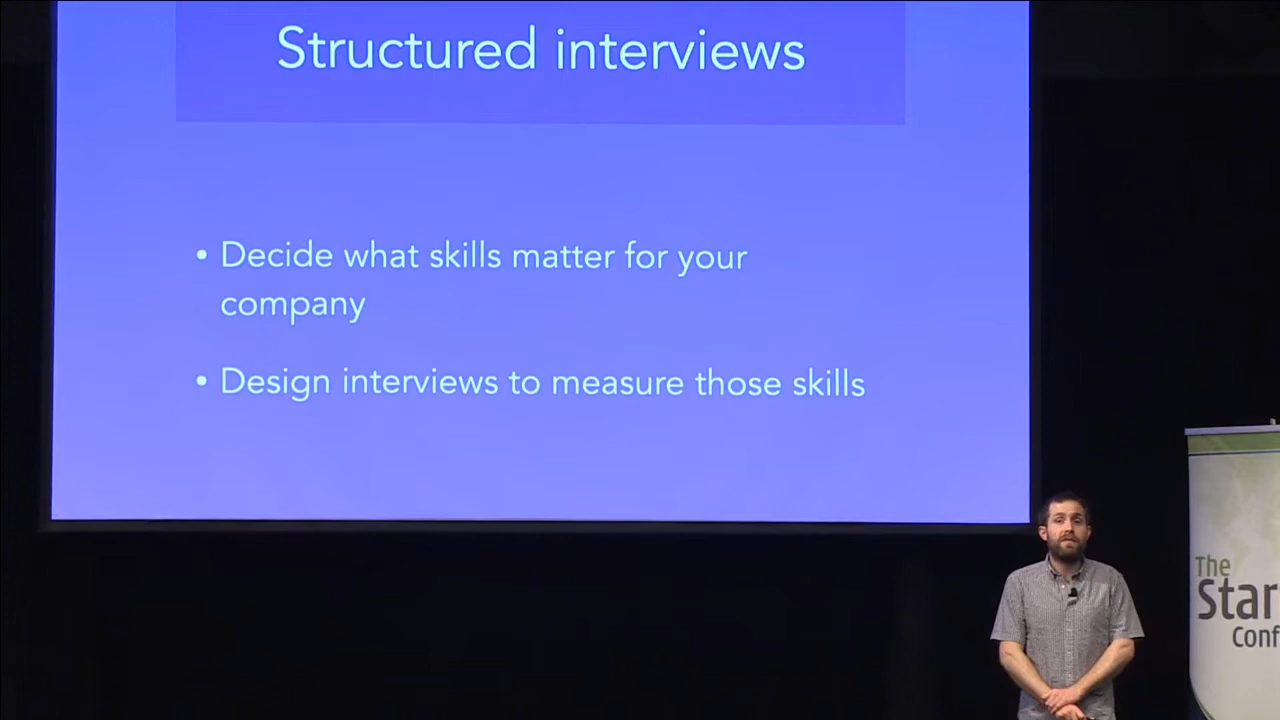 Structured interviews
• Decide what skills matter for your
company
• Design interviews to measure those skills
The
Star
Conf